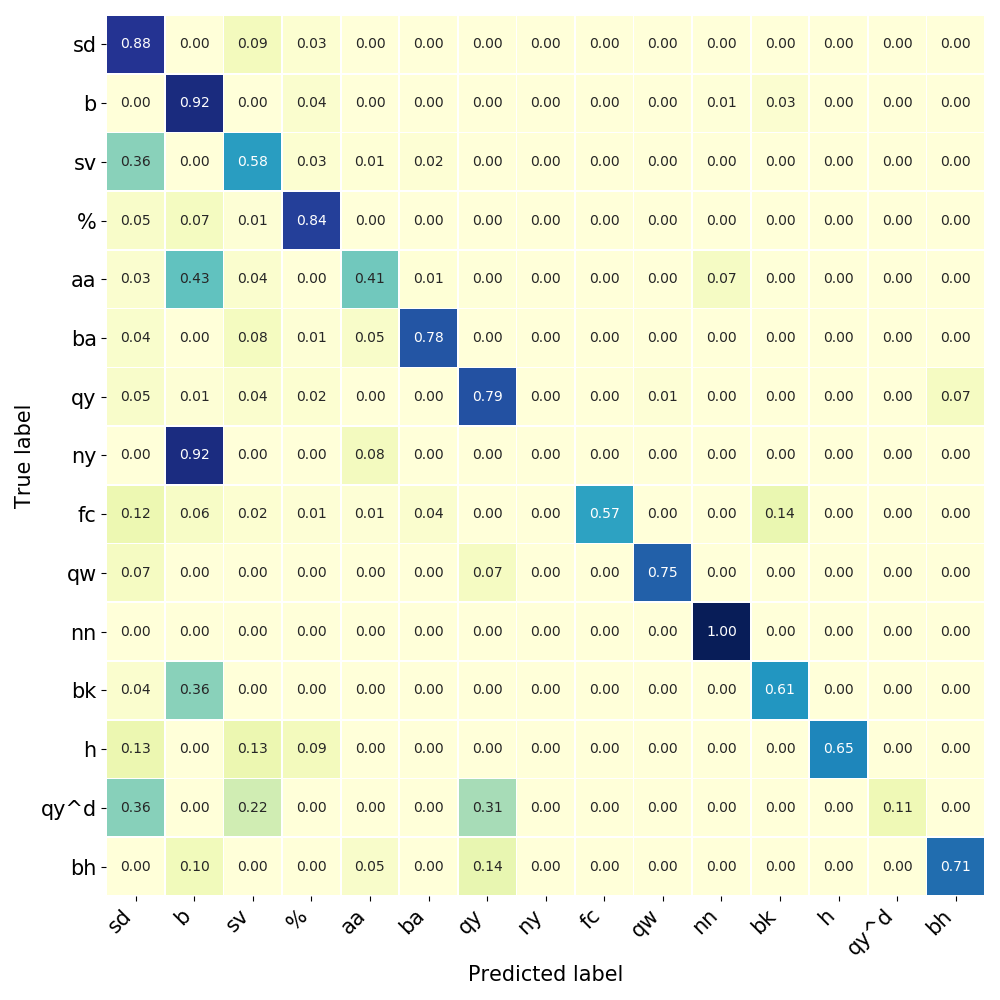 sd 0.88 0.00 0.09 0.03 0.00 0.00 0.00 0.00 0.00 0.00 0.00 0.00 0.00 0.00 0.00
b 0.00 0.92 0.00 0.04 0.00 0.00 0.00 0.00 0.00 0.00 0.01 0.03 0.00 0.00 0.00
sv 0.36 0.00 0.58 0.03 0.01 0.02 0.00 0.00 0.00 0.00 0.00 0.00 0.00 0.00 0.00
% 0.05 0.07 0.01 0.84 0.00 0.00 0.00 0.00 0.00 0.00 0.00 0.00 0.00 0.00 0.00
aa 0.03 0.43 0.04 0.00 0.41 0.01 0.00 0.00 0.00 0.00 0.07 0.00 0.00 0.00 0.00
ba 0.04 0.00 0.08 0.01 0.05 0.78 0.00 0.00 0.00 0.00 0.00 0.00 0.00 0.00 0.00
qy 0.05 0.01 0.04 0.02 0.00 0.00 0.79 0.00 0.00 0.01 0.00 0.00 0.00 0.00 0.07
ny 0.00 0.92 0.00 0.00 0.08 0.00 0.00 0.00 0.00 0.00 0.00 0.00 0.00 0.00 0.00
fc 0.12 0.06 0.02 0.01 0.01 0.04 0.00 0.00 0.57 0.00 0.00 0.14 0.00 0.00 0.00
qw 0.07 0.00 0.00 0.00 0.00 0.00 0.07 0.00 0.00 0.75 0.00 0.00 0.00 0.00 0.00
nn 0.00 0.00 0.00 0.00 0.00 0.00 0.00 0.00 0.00 0.00 1.00 0.00 0.00 0.00 0.00
bk 0.04 0.36 0.00 0.00 0.00 0.00 0.00 0.00 0.00 0.00 0.00 0.61 0.00 0.00 0.00
h 0.13 0.00 0.13 0.09 0.00 0.00 0.00 0.00 0.00 0.00 0.00 0.00 0.65 0.00 0.00
qy^d 0.36 0.00 0.22 0.00 0.00 0.00 0.31 0.00 0.00 0.00 0.00 0.00 0.00 0.11 0.00
bh 0.00 0.10 0.00 0.00 0.05 0.00 0.14 0.00 0.00 0.00 0.00 0.00 0.00 0.00 0.71
sd b sv % aa ba qy ny fc qw nn bk h qy^d bh
Predicted label
True label